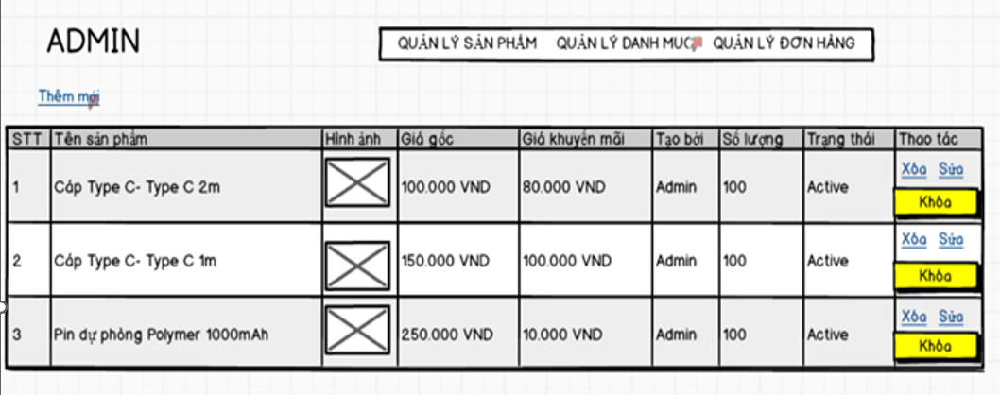 ADMIN
QUẢN LÝ SẢN PHẨM QUẢN LÝ DANH MỤC QUẢN LÝ ĐƠN HÀNG
Thêm mới
STT Tên sản phẩm Hình ảnh Giá gốc Giá khuyến mãi Tạo bởi Số lượng Trạng thái Thao tác
1 Cáp Type C- Type C 2m 100.000 VND 80.000 VND Admin 100 Active Xóa Sửa
Khóa
2 Cáp Type C- Type C 1m 150.000 VND 100.000 VND Admin 100 Active Xóa Sửa
Khóa
3 Pin dự phòng Polymer 1000mAh 250.000 VND 10.000 VND Admin 100 Active Xóa Sửa
Khóa